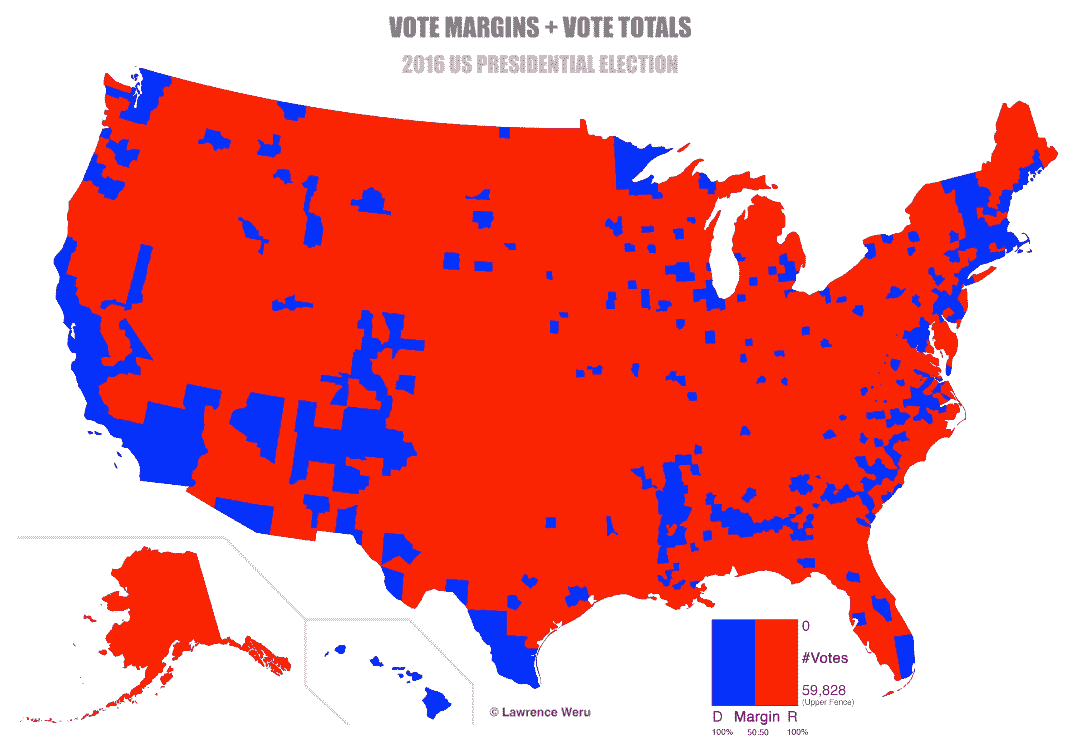 VOTE MARGINS + VOTE TOTALS
2016 US PRESIDENTIAL ELECTION
0
#Votes
59,828
(Upper Fence)
D Margin R
100% 50:50 100%
© Lawrence Weru